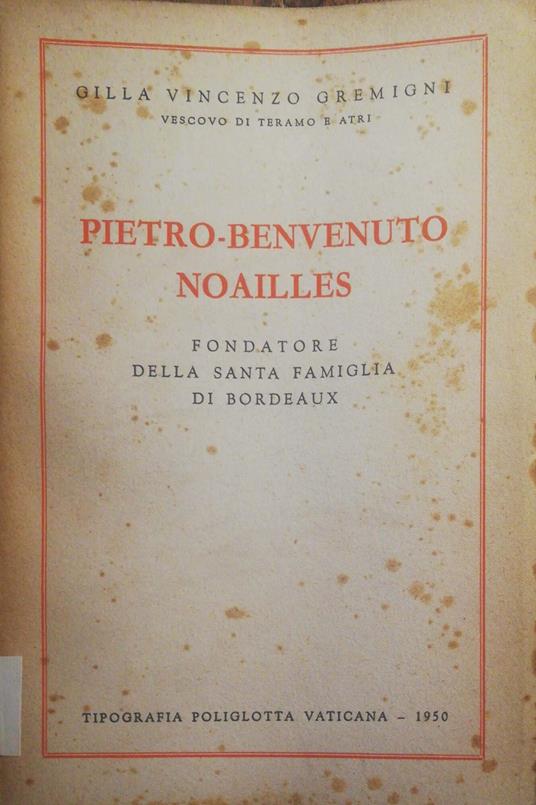 GILLA VINCENZO GREMIGNI
VESCOVO DI TERAMO E ATRI
PIETRO-BENVENUTO
NOAILLES
FONDATORE
DELLA SANTA FAMIGLIA
DI BORDEAUX
TIPOGRAFIA POLIGLOTTA VATICANA – 1950